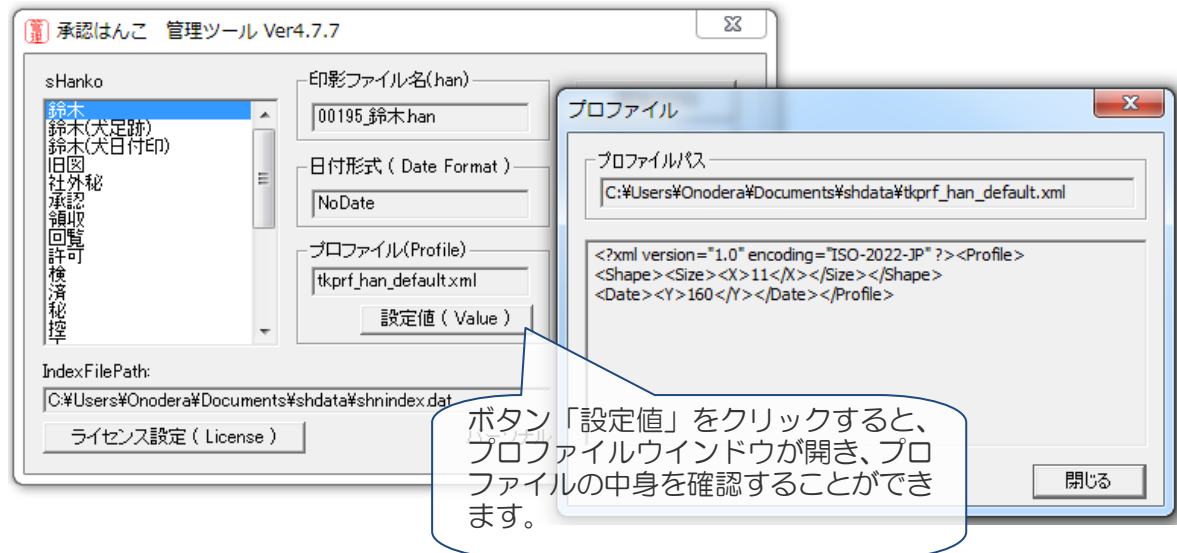 承認はんこ 管理ツール Ver4.7.7
sHanko
鈴木
鈴木(犬足跡)
鈴木(犬日付印)
旧図
社外秘
承認
領収
回覧
許可
検
済
秘
控
印影ファイル名(han)
00195_鈴木.han
日付形式 ( Date Format )
NoDate
プロファイル(Profile)
tkprf_han_default.xml
設定値 ( Value )
IndexFilePath:
C:¥Users¥Onodera¥Documents¥shdata¥shnindex.dat
ライセンス設定 ( License )
プロファイル
プロファイルパス
C:¥Users¥Onodera¥Documents¥shdata¥tkprf_han_default.xml
<?xml version="1.0" encoding="ISO-2022-JP" ?><Profile>
<Shape><Size><X>11</X></Size></Shape>
<Date><Y>160</Y></Date></Profile>
閉じる
ボタン「設定値」をクリックすると、
プロファイルウインドウが開き、プロ
ファイルの中身を確認することができ
ます。